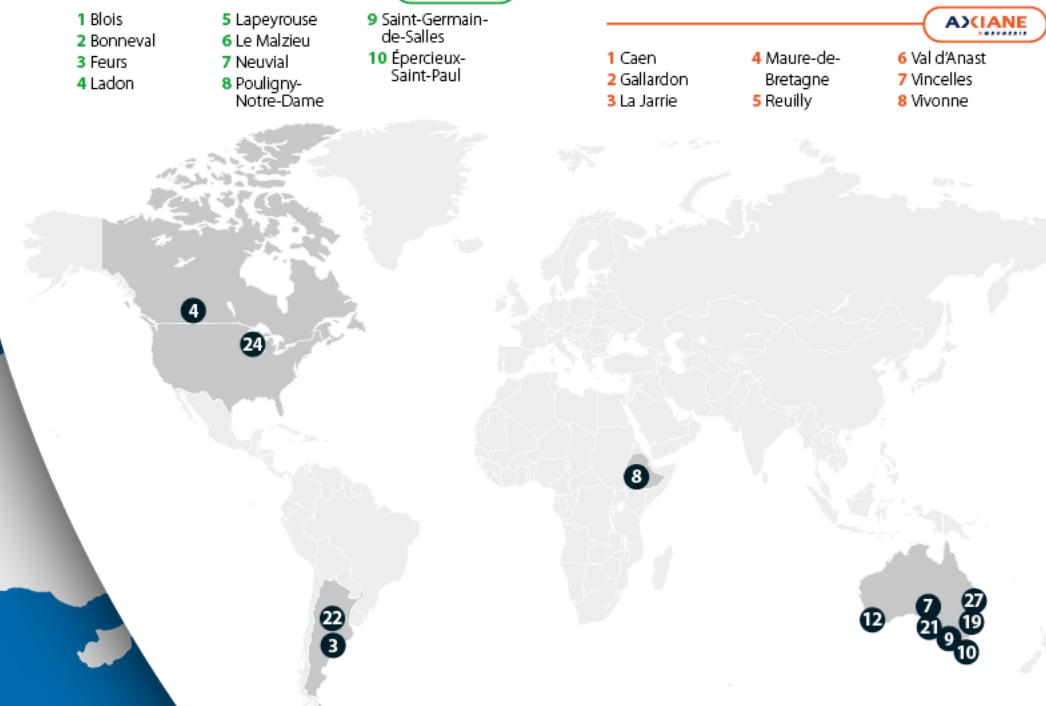 1 Blois
2 Bonneval
3 Feurs
4 Ladon
5 Lapeyrouse
6 Le Malzieu
7 Neuvial
8 Pouligny-
Notre-Dame
9 Saint-Germain-
de-Salles
10 Épercieux-
Saint-Paul
AXIANE
MEUNERIE
1 Caen
2 Gallardon
3 La Jarrie
4 Maure-de-
Bretagne
5 Reuilly
6 Val d'Anast
7 Vincelles
8 Vivonne
4
24
8
22
3
12
7
27
21
19
9
10